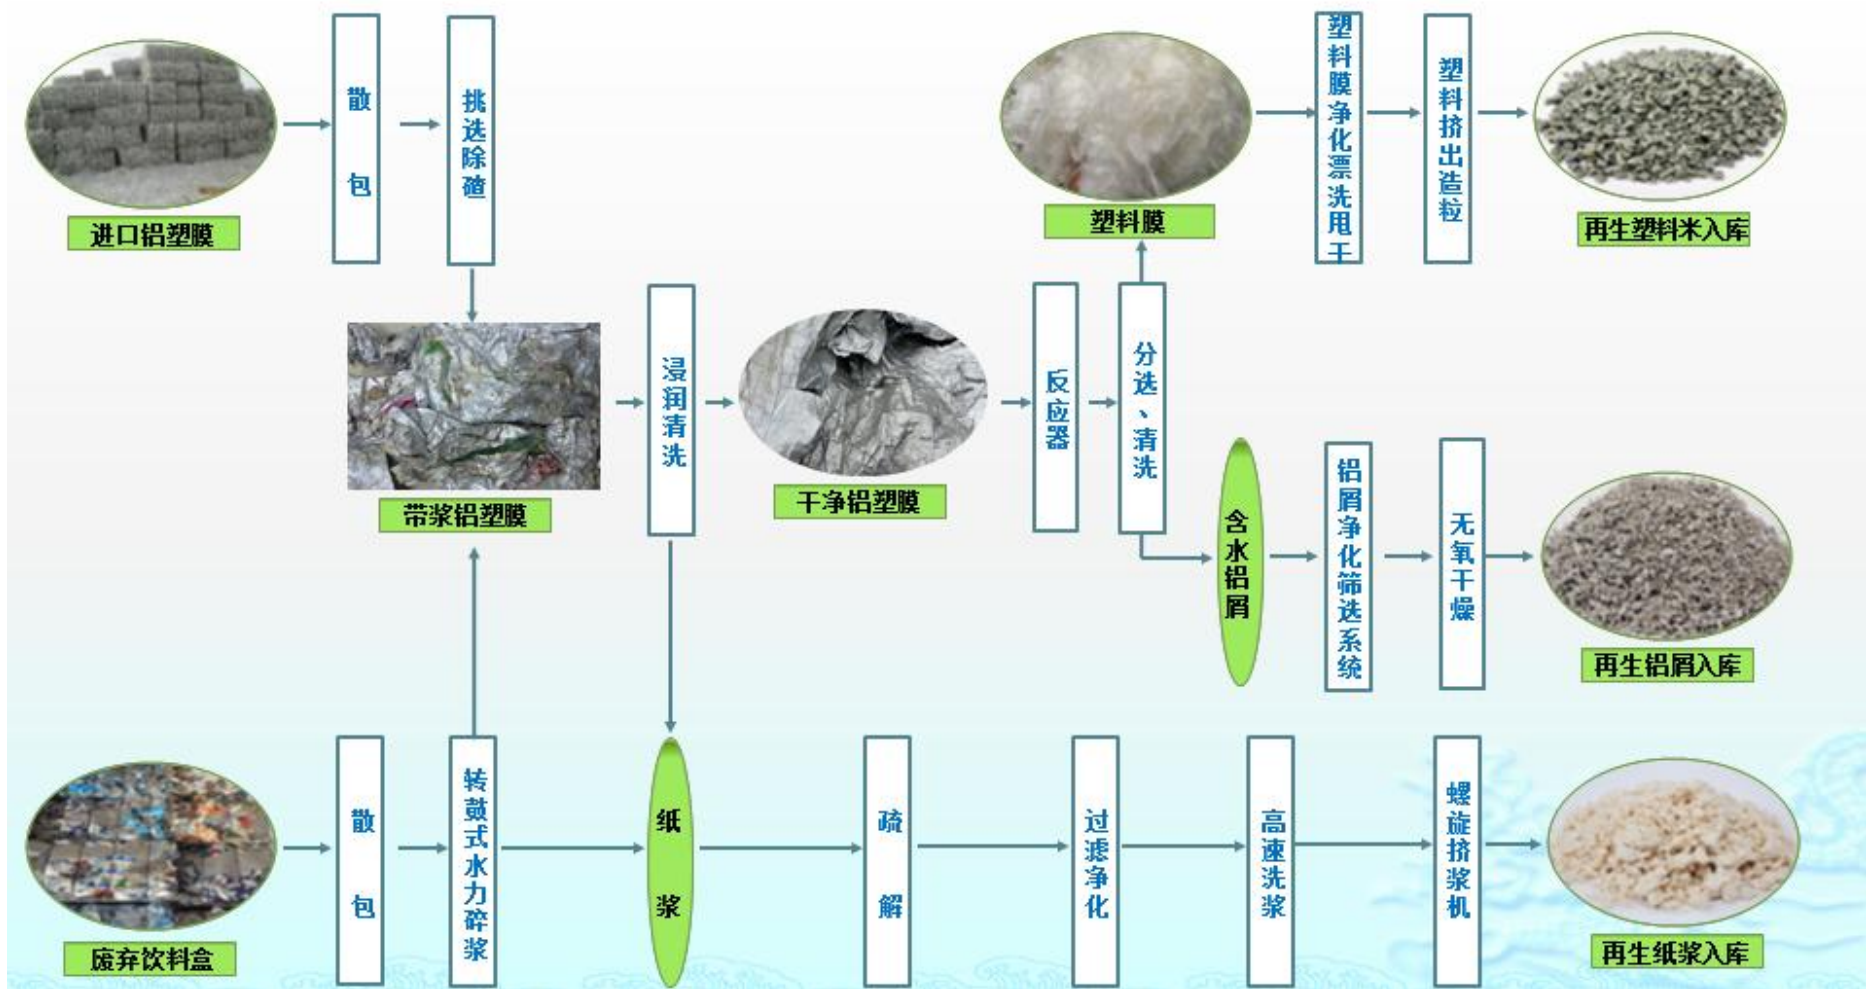 散包
挑选除碴
进口铝塑膜
塑料膜
塑料膜净化漂洗甩干
塑料挤出造粒
再生塑料米入库
带浆铝塑膜
浸润清洗
干净铝塑膜
反应器
分选、清洗
含水铝屑
铝屑净化筛选系统
无氧干燥
再生铝屑入库
废弃饮料盒
散包
转鼓式水力碎浆
纸浆
疏解
过滤净化
高速洗浆
螺旋挤浆机
再生纸浆入库